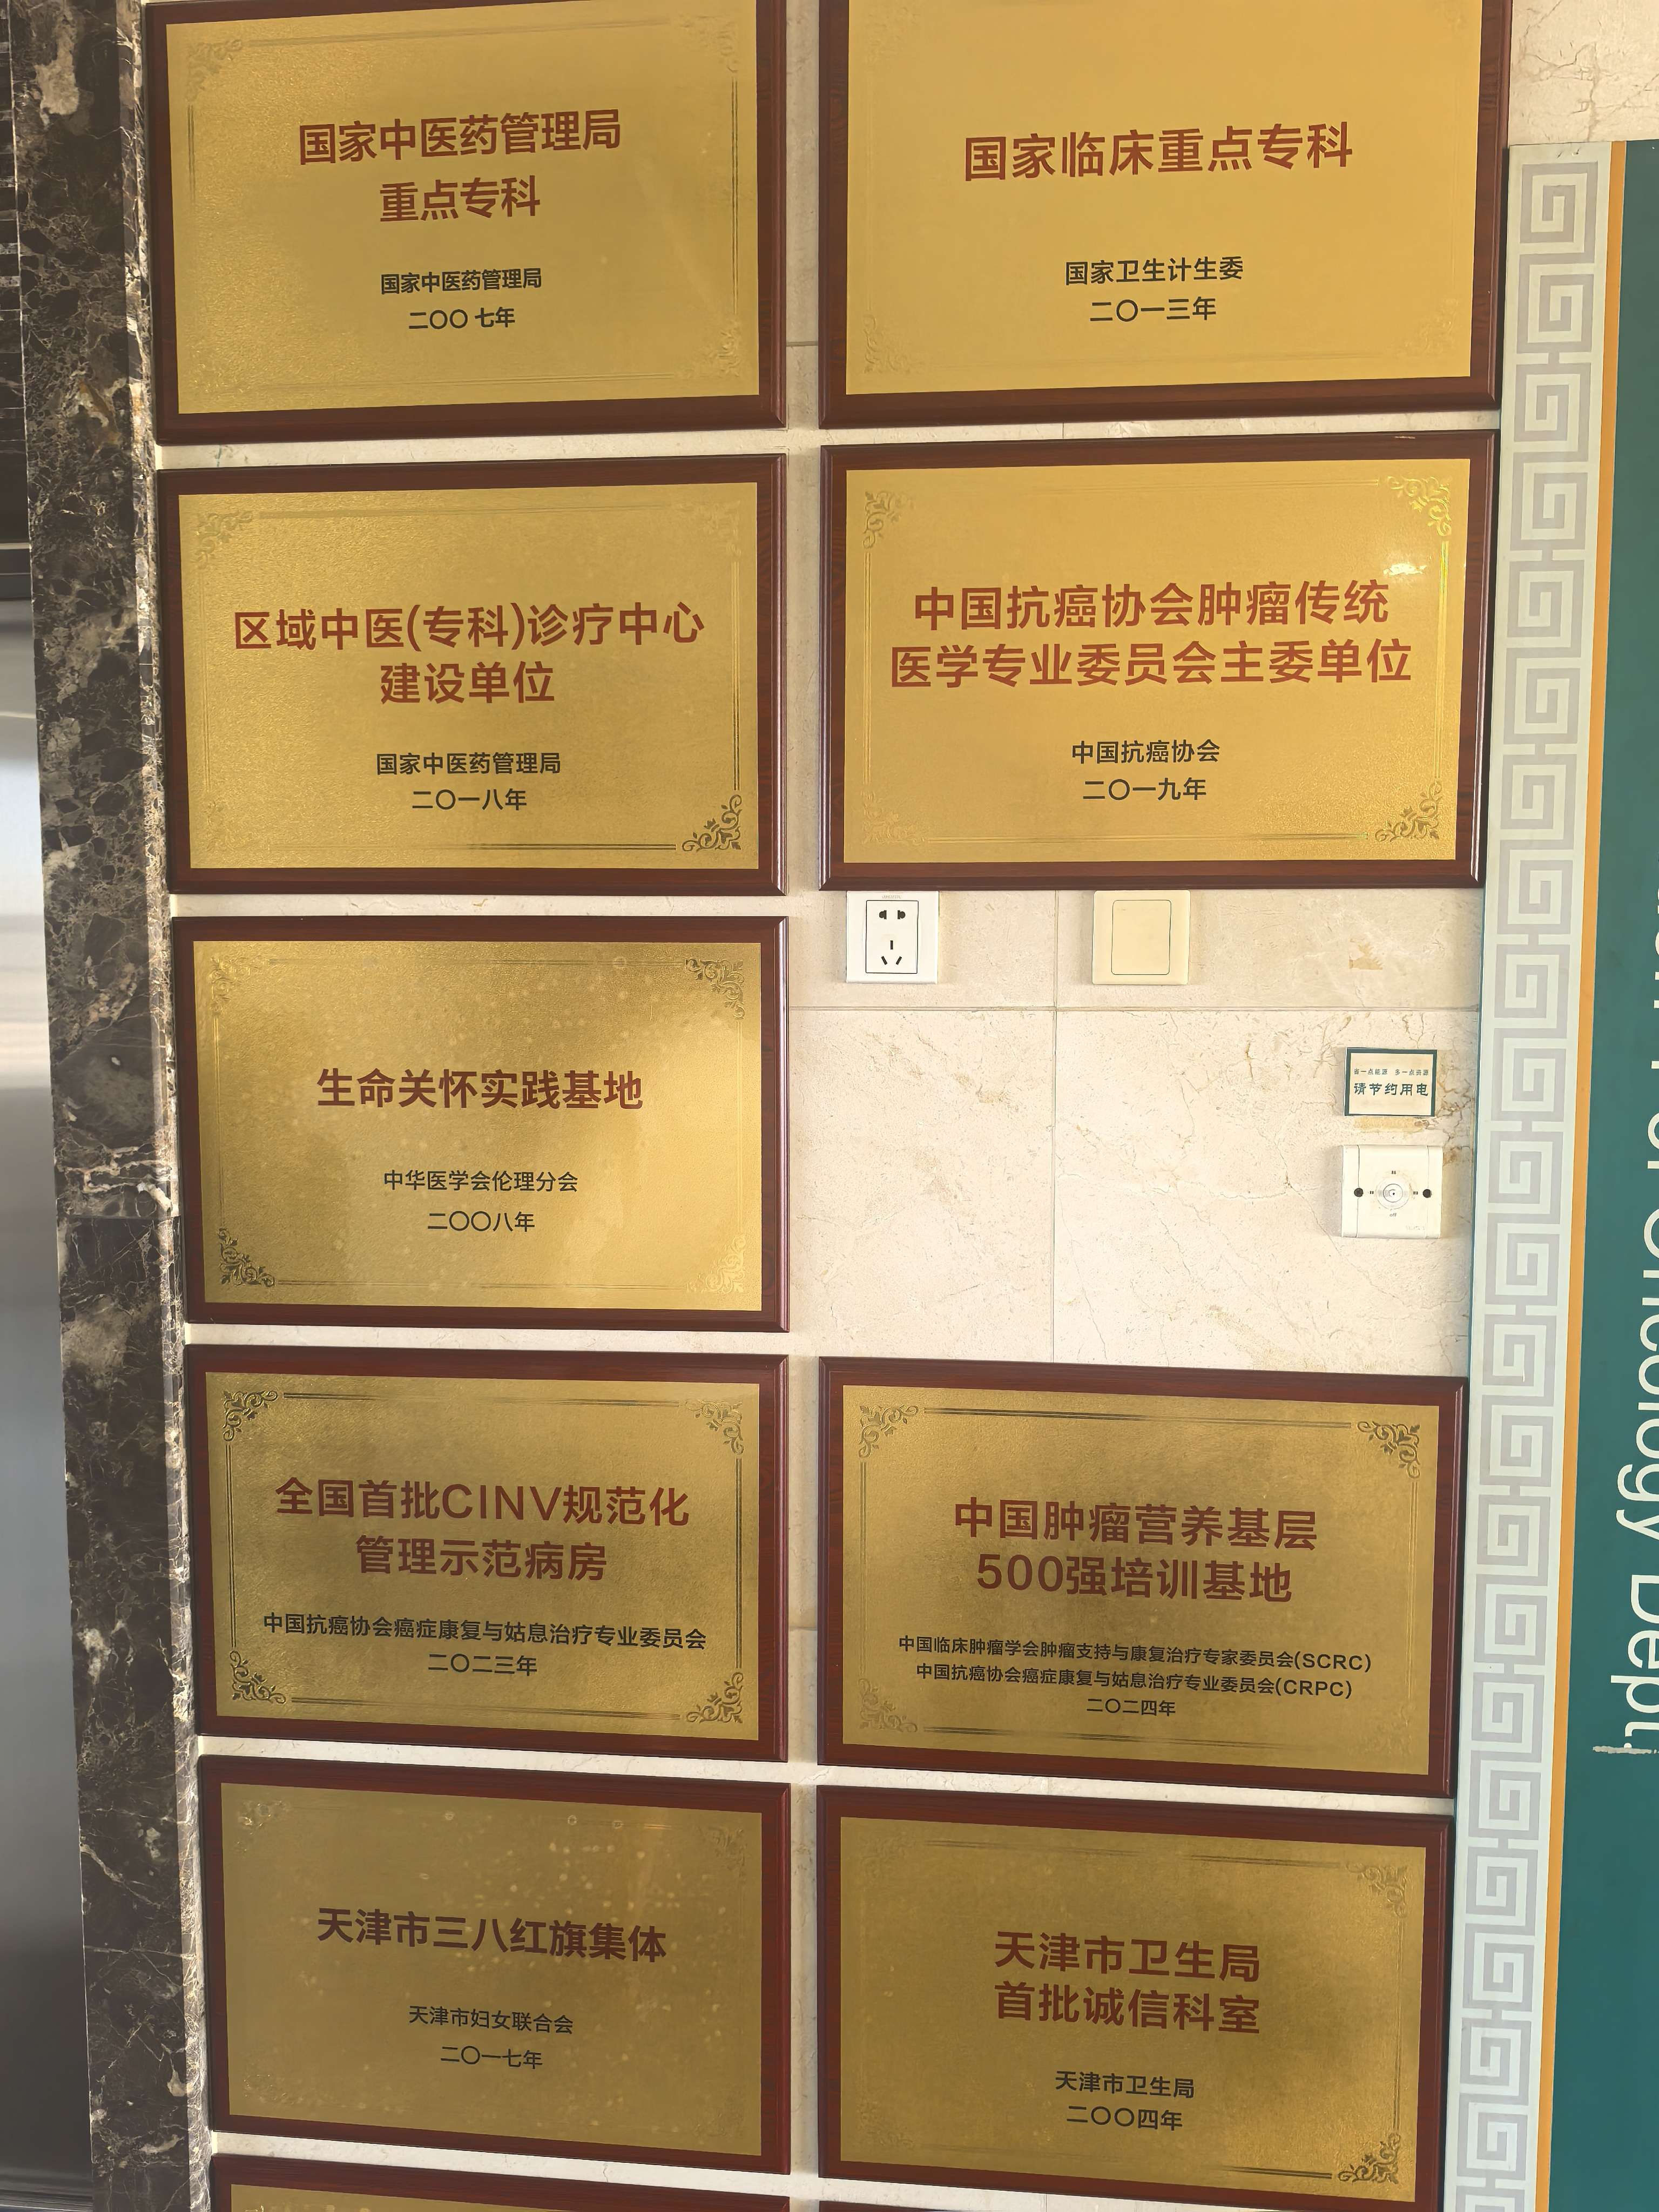 国家中医药管理局
重点专科
国家中医药管理局
二〇〇七年
国家临床重点专科
国家卫生计生委
二〇一三年
区域中医(专科)诊疗中心
建设单位
国家中医药管理局
二〇一八年
中国抗癌协会肿瘤传统
医学专业委员会主委单位
中国抗癌协会
二〇一九年
生命关怀实践基地
中华医学会伦理分会
二〇〇八年
省一点能源 多一点资源
请节约用电
off
全国首批CINV规范化
管理示范病房
中国抗癌协会癌症康复与姑息治疗专业委员会
二〇二三年
中国肿瘤营养基层
500强培训基地
中国临床肿瘤学会肿瘤支持与康复治疗专家委员会(SCRC)
中国抗癌协会癌症康复与姑息治疗专业委员会(CRPC)
二〇二四年
天津市三八红旗集体
天津市妇女联合会
二〇一七年
天津市卫生局
首批诚信科室
天津市卫生局
二〇〇四年
Oncology Dept.